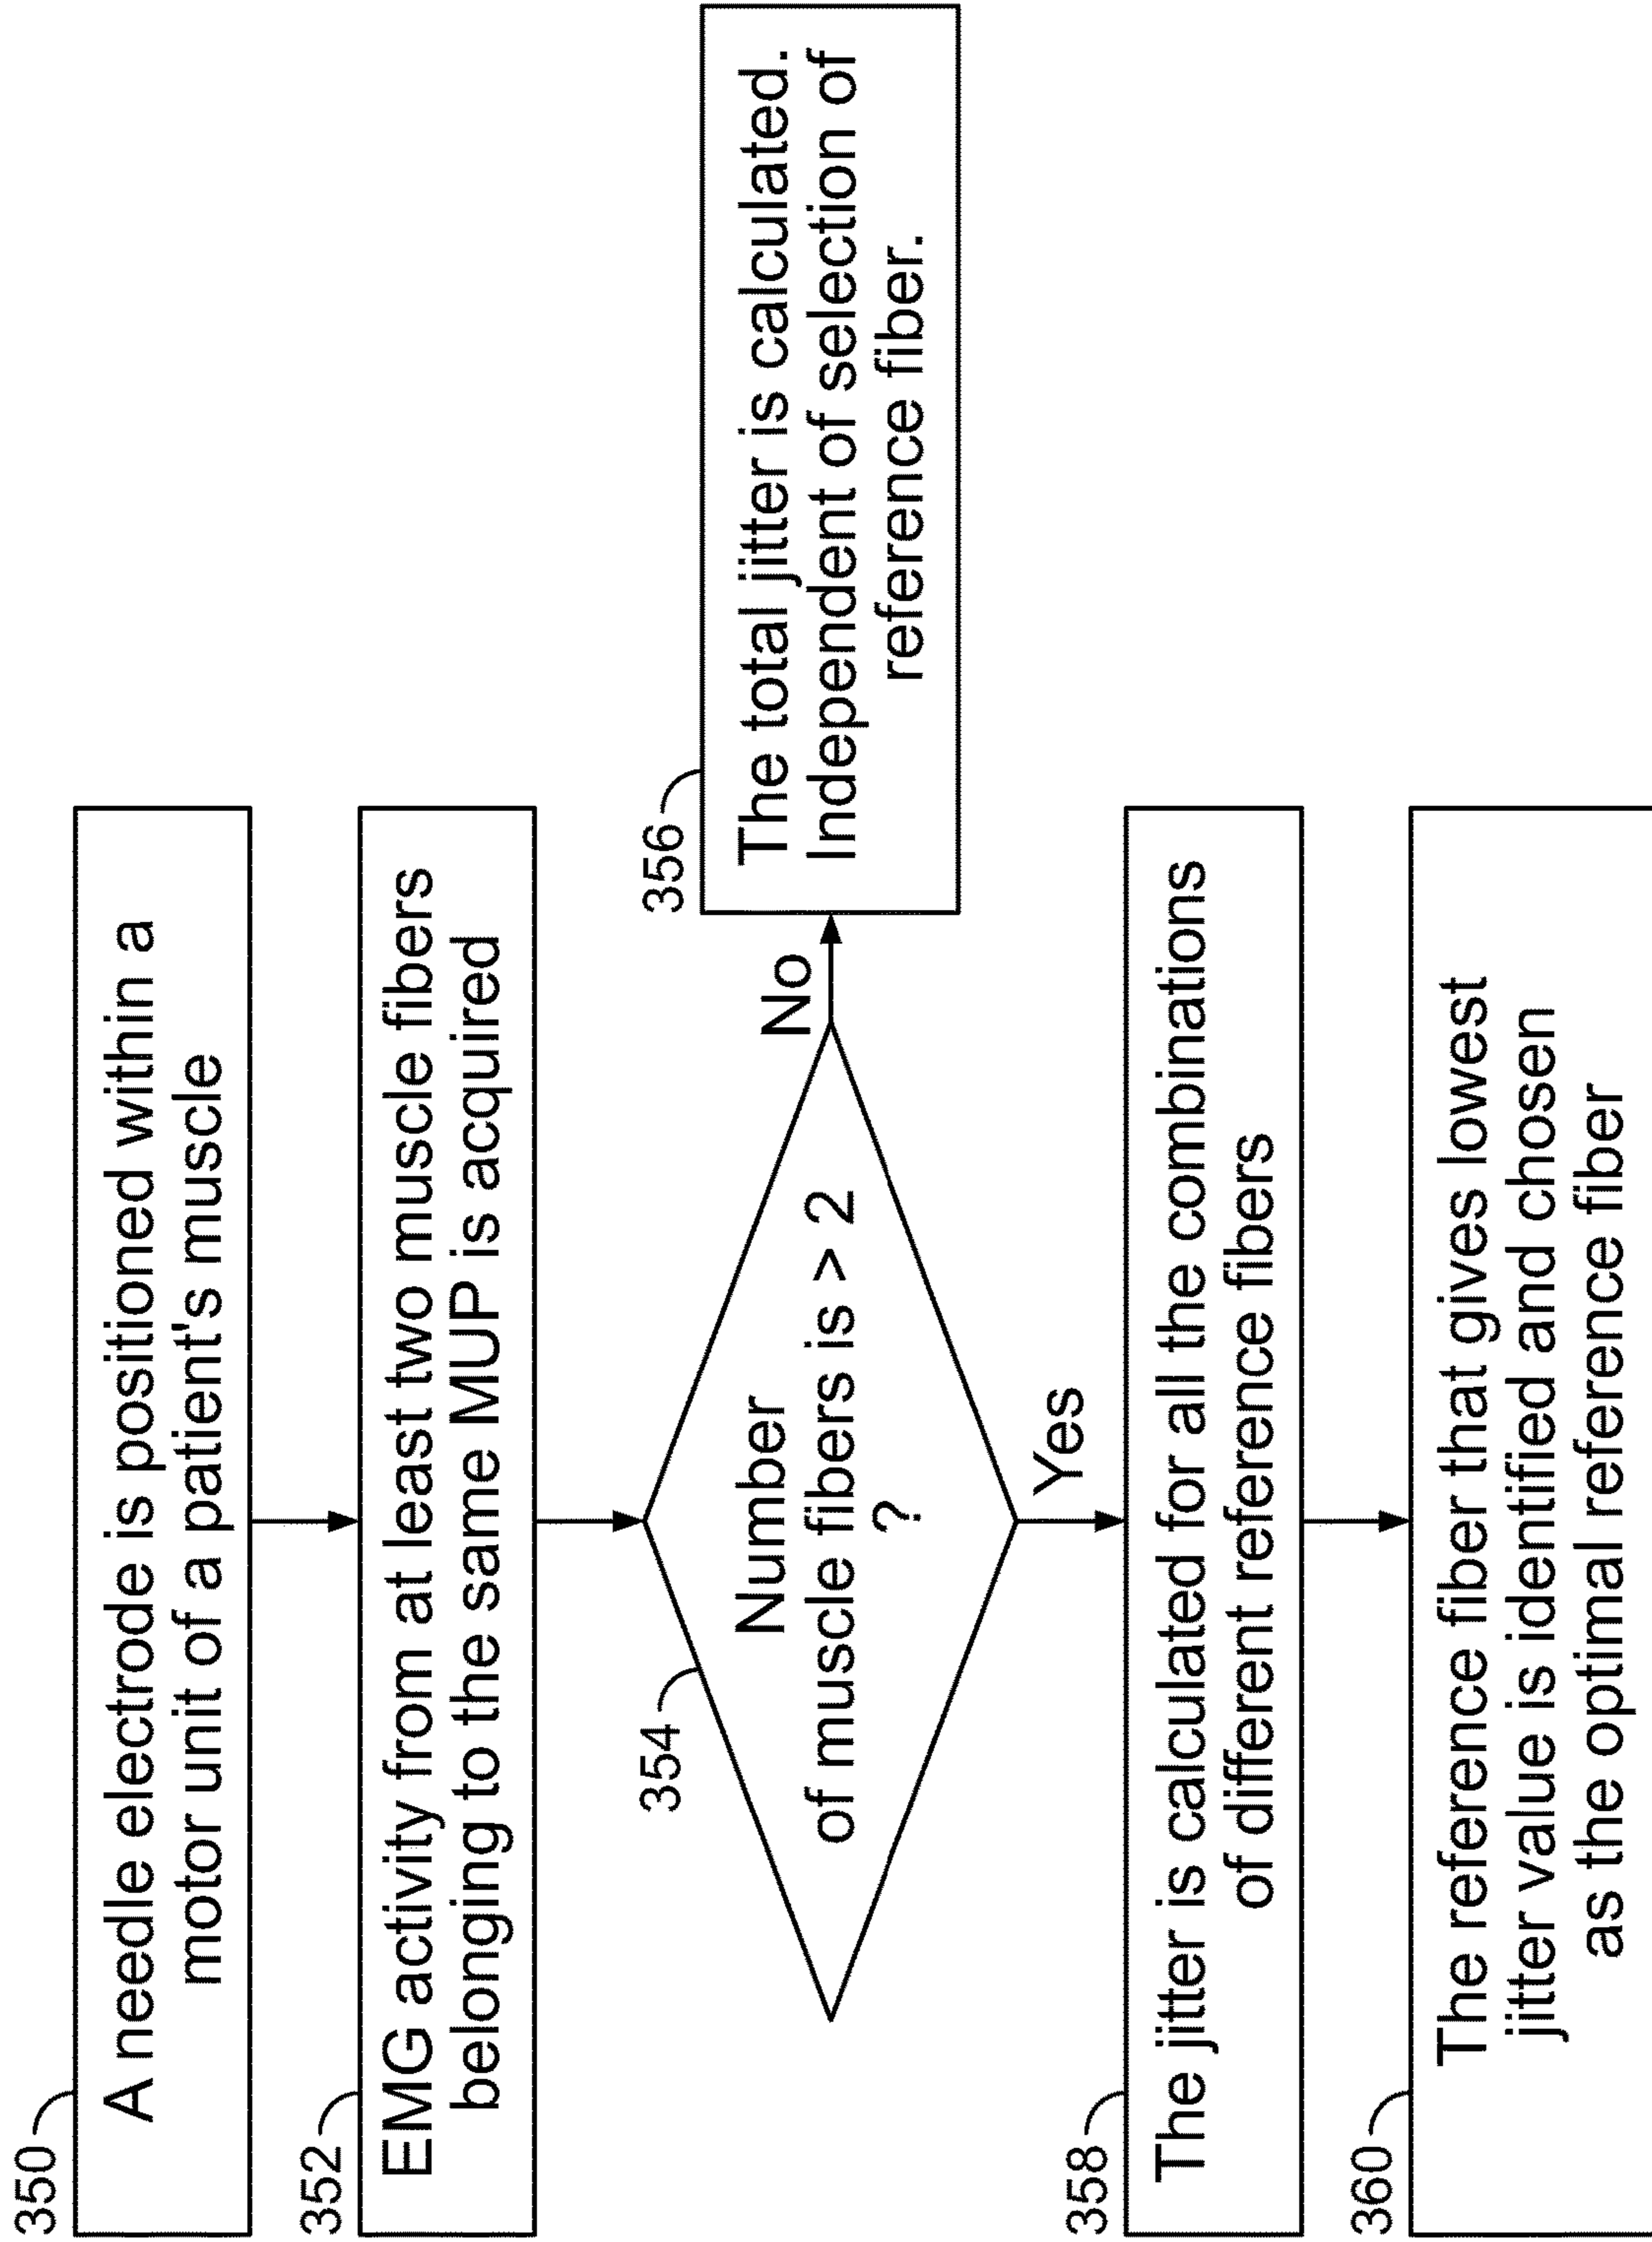 350
A needle electrode is positioned within a
motor unit of a patient's muscle
352
EMG activity from at least two muscle fibers
belonging to the same MUP is acquired
354
Number
of muscle fibers is > 2
?
No
356
The total jitter is calculated.
Independent of selection of
reference fiber.
Yes
358
The jitter is calculated for all the combinations
of different reference fibers
360
The reference fiber that gives lowest
jitter value is identified and chosen
as the optimal reference fiber